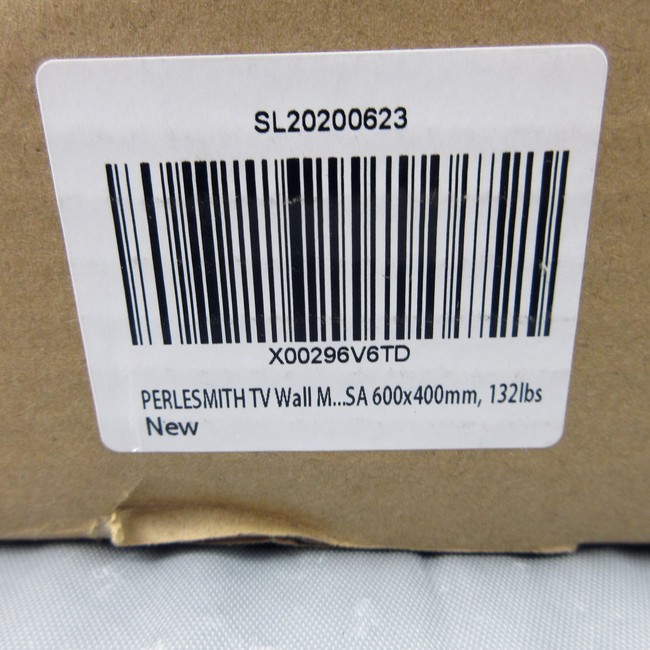 SL20200623
X00296V6TD
PERLESMITH TV Wall M...SA 600x400mm, 132lbs
New